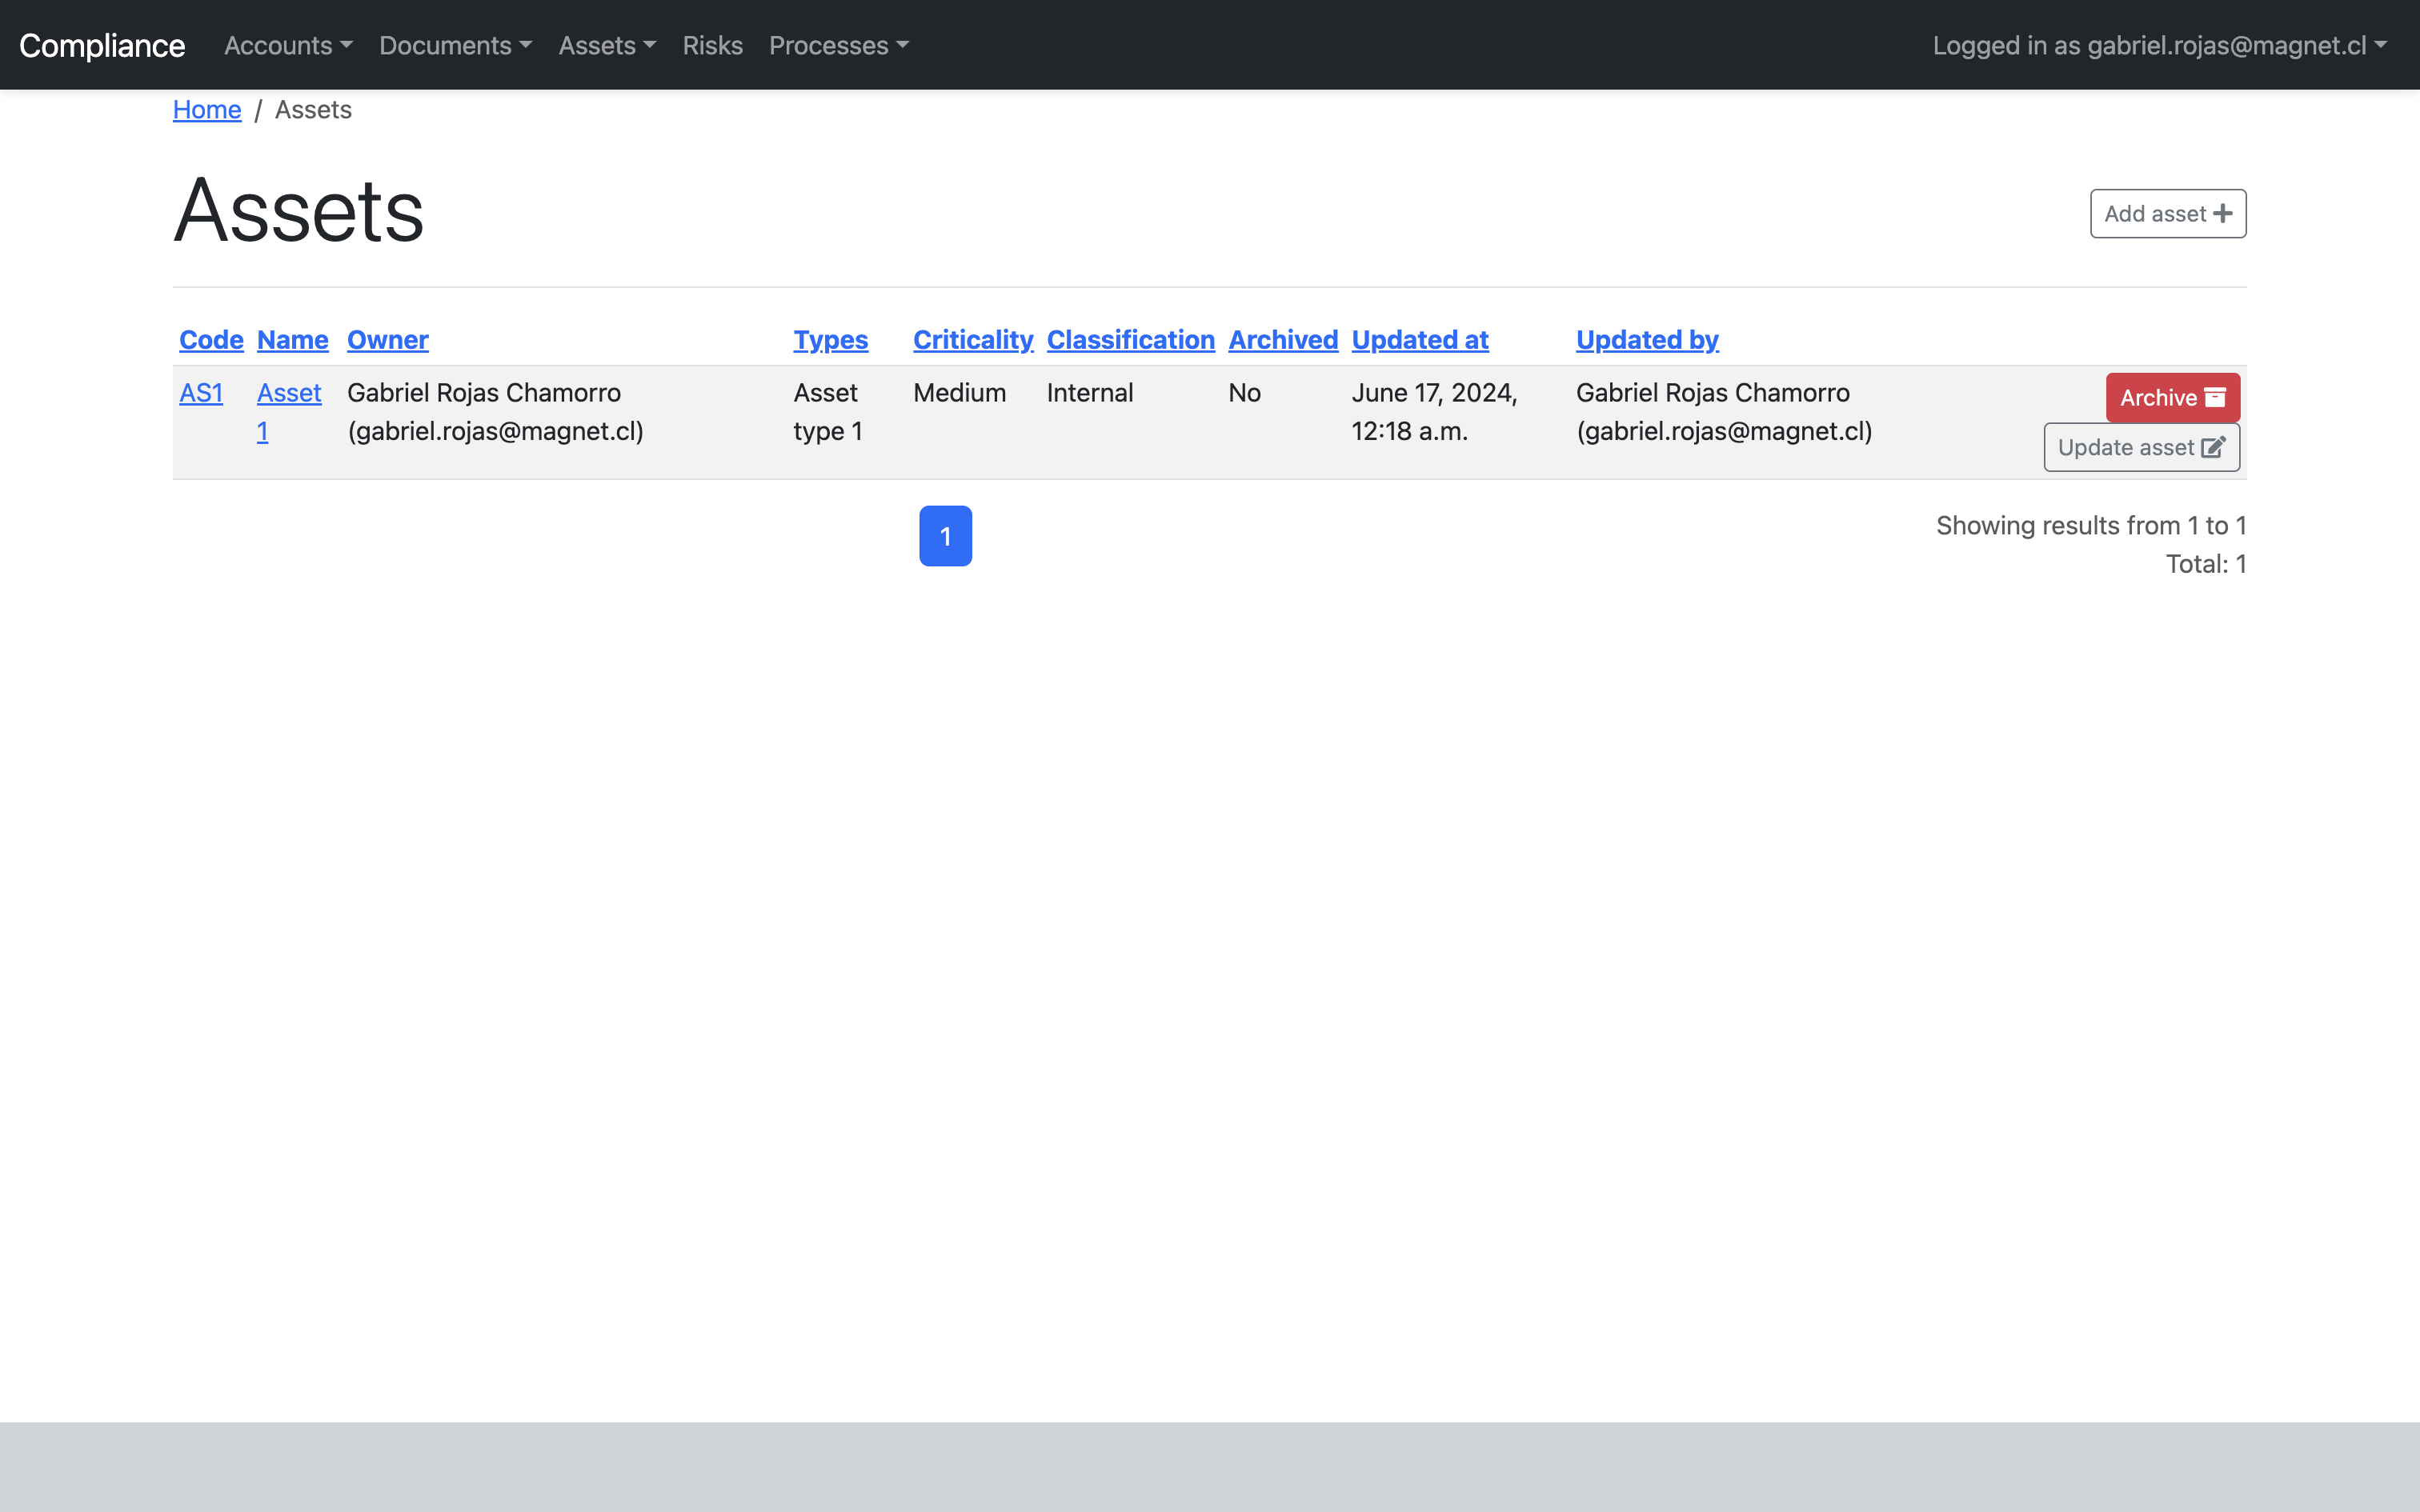 Compliance Accounts Documents Assets Risks Processes Logged in as gabriel.rojas@magnet.cl
Home / Assets
Assets
Add asset
Code Name Owner Types Criticality Classification Archived Updated at Updated by
AS1 Asset Gabriel Rojas Chamorro Asset Medium Internal No June 17, 2024, Gabriel Rojas Chamorro Archive
1 (gabriel.rojas@magnet.cl) type 1 12:18 a.m. (gabriel.rojas@magnet.cl) Update asset
1 Showing results from 1 to 1
Total: 1